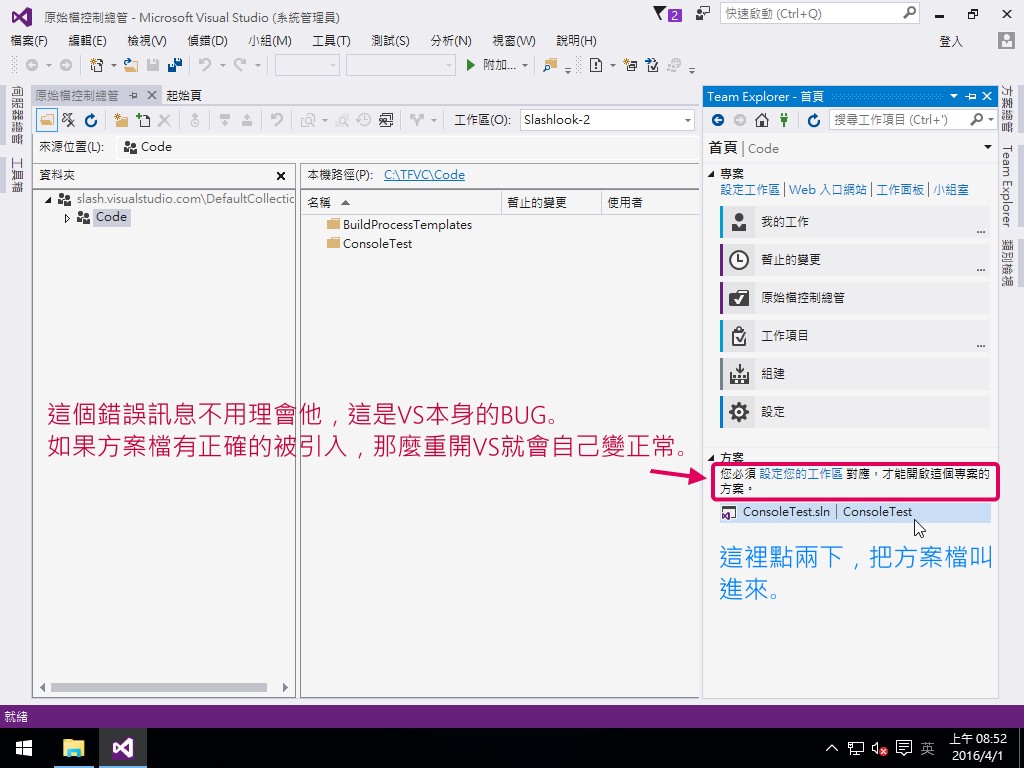 原始檔控制總管 - Microsoft Visual Studio (系統管理員)
2
快速啟動 (Ctrl+Q)
檔案(F) 編輯(E) 檢視(V) 偵錯(D) 小組(M) 工具(T) 測試(S) 分析(N) 視窗(W) 說明(H)
登入
附加...
伺服器總管
工具箱
原始檔控制總管
起始頁
工作區(O): Slashlook-2
來源位置(L): Code
資料夾
slash.visualstudio.com\DefaultCollectic
Code
本機路徑(P): C:\TFVC\Code
名稱 暫止的變更 使用者
BuildProcessTemplates
ConsoleTest
Team Explorer - 首頁
搜尋工作項目 (Ctrl+')
首頁 | Code
專案
設定工作區 | Web 入口網站 | 工作面板 | 小組室
我的工作 ...
暫止的變更 ...
原始檔控制總管
工作項目 ...
組建
設定
方案
您必須 設定您的工作區 對應，才能開啟這個專案的
方案。
ConsoleTest.sln | ConsoleTest
方案總管
Team Explorer
類別檢視
這個錯誤訊息不用理會他，這是VS本身的BUG。
如果方案檔有正確的被引入，那麼重開VS就會自己變正常。
這裡點兩下，把方案檔叫
進來。
就緒
英
上午 08:52
2016/4/1